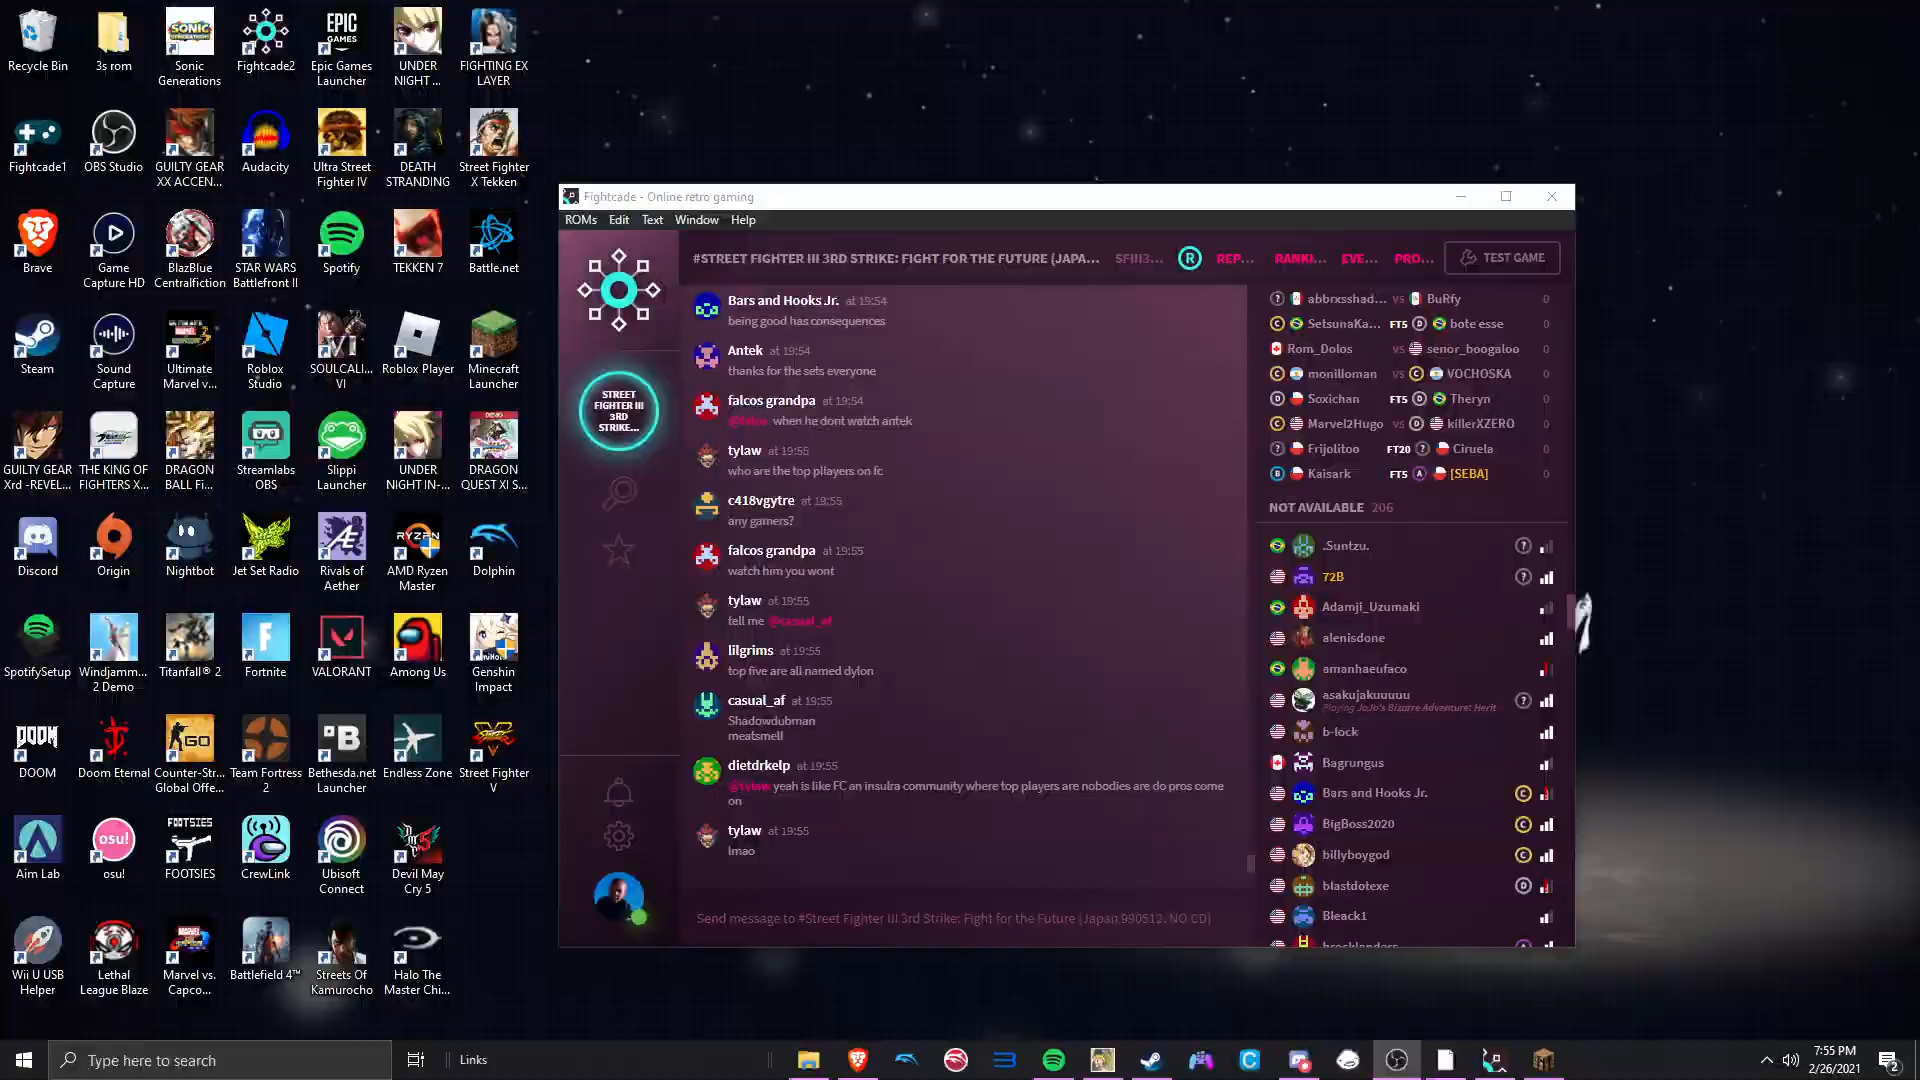 Recycle Bin
3s rom
Sonic Generations
Fightcade2
Epic Games Launcher
UNDER NIGHT ...
FIGHTING EX LAYER
Fightcade1
OBS Studio
GUILTY GEAR XX ACCEN...
Audacity
Ultra Street Fighter IV
DEATH STRANDING
Street Fighter X Tekken
Brave
Game Capture HD
BlazBlue Centralfiction
STAR WARS Battlefront II
Spotify
TEKKEN 7
Battle.net
Steam
Sound Capture
Ultimate Marvel v...
Roblox Studio
SOULCALI... VI
Roblox Player
Minecraft Launcher
GUILTY GEAR Xrd -REVEL...
THE KING OF FIGHTERS X...
DRAGON BALL Fi...
Streamlabs OBS
Slippi Launcher
UNDER NIGHT IN-...
DRAGON QUEST XI S...
Discord
Origin
Nightbot
Jet Set Radio
Rivals of Aether
AMD Ryzen Master
Dolphin
SpotifySetup
Windjamm... 2 Demo
Titanfall® 2
Fortnite
VALORANT
Among Us
Genshin Impact
DOOM
Doom Eternal
Counter-Str... Global Offe...
Team Fortress 2
Bethesda.net Launcher
Endless Zone
Street Fighter V
Aim Lab
osu!
FOOTSIES
CrewLink
Ubisoft Connect
Devil May Cry 5
Wii U USB Helper
Lethal League Blaze
Marvel vs. Capco...
Battlefield 4™
Streets Of Kamurocho
Halo The Master Chi...
Fightcade - Online retro gaming
ROMs Edit Text Window Help
#STREET FIGHTER III 3RD STRIKE: FIGHT FOR THE FUTURE (JAPA... SFIII3... R REP... RANKI... EVE... PRO... TEST GAME
STREET FIGHTER III 3RD STRIKE...
Bars and Hooks Jr. at 19:54
being good has consequences
Antek at 19:54
thanks for the sets everyone
falcos grandpa at 19:54
when he dont watch antek
tylaw at 19:55
who are the top pllayers on fc
c418vgytre at 19:55
any gamers?
falcos grandpa at 19:55
watch him you wont
tylaw at 19:55
tell me @casual_af
lilgrims at 19:55
top five are all named dylon
casual_af at 19:55
Shadowdubman
meatsmell
dietdrkelp at 19:55
@tylaw yeah is like FC an insulra community where top players are nobodies are do pros come
on
tylaw at 19:55
lmao
Send message to #Street Fighter III 3rd Strike: Fight for the Future (Japan 990512, NO CD)
? abbrxsshad... vs BuRfy 0
C SetsunaKa... FT5 D bote esse 0
Rom_Dolos vs senor_boogaloo 0
C monilloman vs C VOCHOSKA 0
D Soxichan FT5 D Theryn 0
C Marvel2Hugo vs D killerXZERO 0
? Frijolitoo FT20 ? Ciruela 0
B Kaisark FT5 A [SEBA] 0
NOT AVAILABLE 206
.Suntzu. ?
72B ?
Adamji_Uzumaki
alenisdone
amanhaeufaco
asakujakuuuuu ?
Playing JoJo's Bizarre Adventure: Herit
b-lock
Bagrungus
Bars and Hooks Jr. C
BigBoss2020 C
billyboygod C
blastdotexe D
Bleack1
Type here to search
Links
7:55 PM
2/26/2021
2